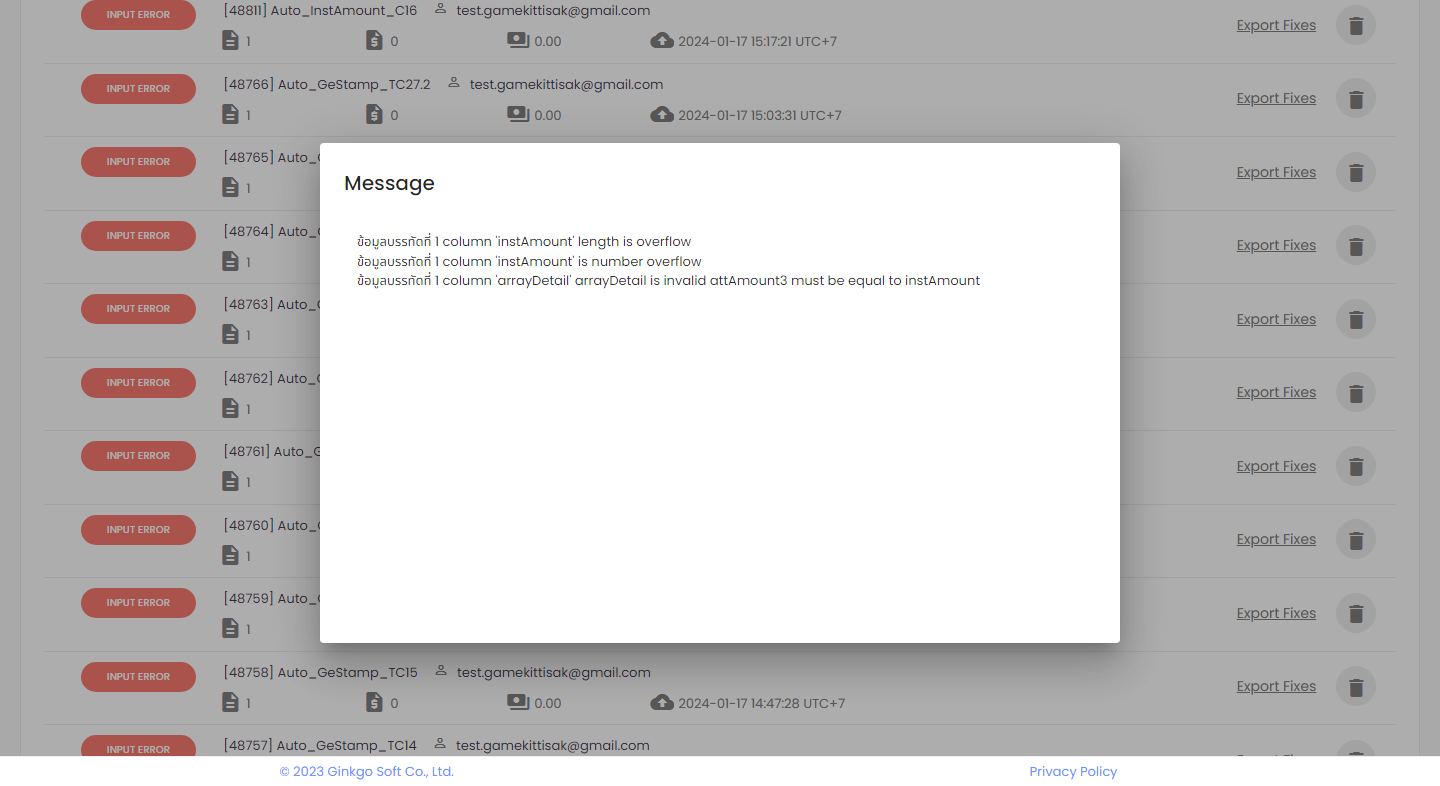 INPUT ERROR
[48811] Auto_InstAmount_C16 test.gamekittisak@gmail.com
1 0 0.00 2024-01-17 15:17:21 UTC+7
Export Fixes
INPUT ERROR
[48766] Auto_GeStamp_TC27.2 test.gamekittisak@gmail.com
1 0 0.00 2024-01-17 15:03:31 UTC+7
Export Fixes
INPUT ERROR
[48765] Auto_
1
Export Fixes
Message
ข้อมูลบรรทัดที่ 1 column 'instAmount' length is overflow
ข้อมูลบรรทัดที่ 1 column 'instAmount' is number overflow
ข้อมูลบรรทัดที่ 1 column 'arrayDetail' arrayDetail is invalid attAmount3 must be equal to instAmount
INPUT ERROR
[48764] Auto_
1
Export Fixes
INPUT ERROR
[48763] Auto_
1
Export Fixes
INPUT ERROR
[48762] Auto_
1
Export Fixes
INPUT ERROR
[48761] Auto_G
1
Export Fixes
INPUT ERROR
[48760] Auto_
1
Export Fixes
INPUT ERROR
[48759] Auto_
1
Export Fixes
INPUT ERROR
[48758] Auto_GeStamp_TC15 test.gamekittisak@gmail.com
1 0 0.00 2024-01-17 14:47:28 UTC+7
Export Fixes
INPUT ERROR
[48757] Auto_GeStamp_TC14 test.gamekittisak@gmail.com
© 2023 Ginkgo Soft Co., Ltd.
Privacy Policy